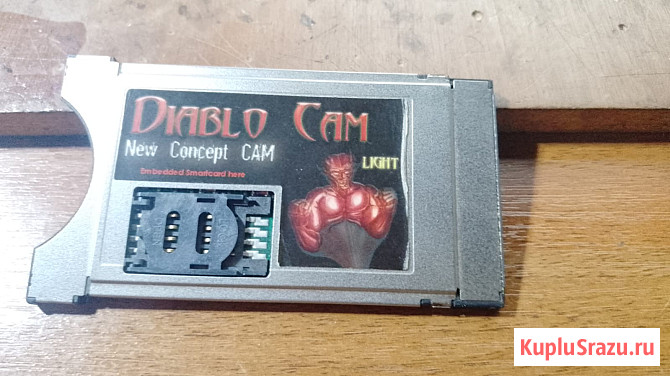 Diablo Cam
New Concept CAM
LIGHT
Embedded Smartcard here
KupluSrazu.ru